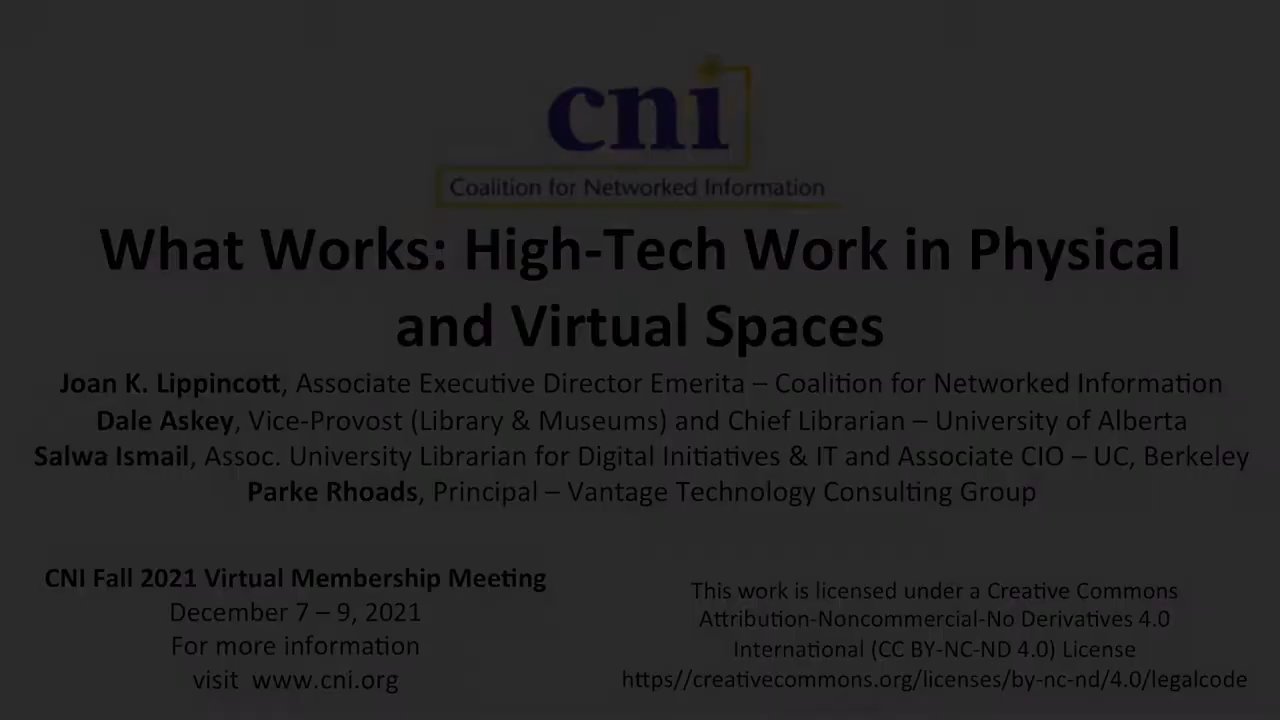 cni
Coalition for Networked Information
What Works: High-Tech Work in Physical
and Virtual Spaces
Joan K. Lippincott, Associate Executive Director Emerita – Coalition for Networked Information
Dale Askey, Vice-Provost (Library & Museums) and Chief Librarian – University of Alberta
Salwa Ismail, Assoc. University Librarian for Digital Initiatives & IT and Associate CIO – UC, Berkeley
Parke Rhoads, Principal – Vantage Technology Consulting Group
CNI Fall 2021 Virtual Membership Meeting
December 7 – 9, 2021
For more information
visit www.cni.org
This work is licensed under a Creative Commons
Attribution-Noncommercial-No Derivatives 4.0
International (CC BY-NC-ND 4.0) License
https//creativecommons.org/licenses/by-nc-nd/4.0/legalcode